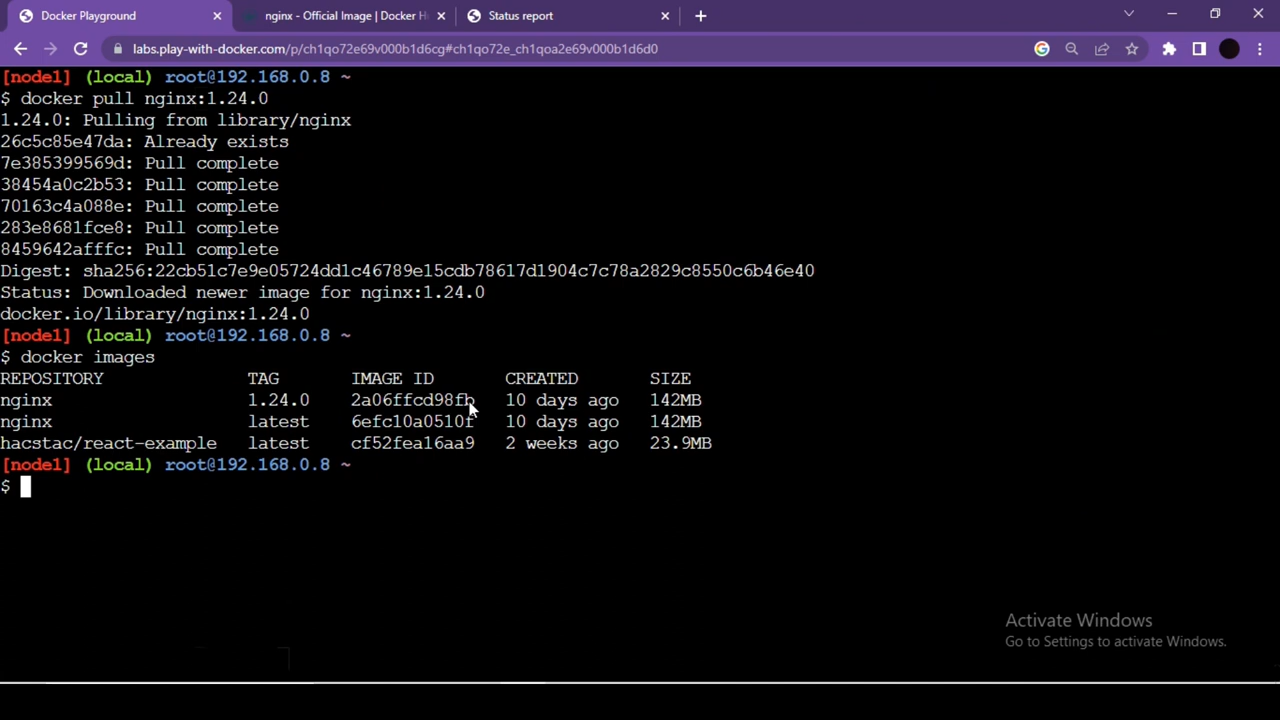 Docker Playground
nginx - Official Image | Docker H
Status report
labs.play-with-docker.com/p/ch1qo72e69v000b1d6cg#ch1qo72e_ch1qoa2e69v000b1d6d0
[node1] (local) root@192.168.0.8 ~
$ docker pull nginx:1.24.0
1.24.0: Pulling from library/nginx
26c5c85e47da: Already exists
7e385399569d: Pull complete
38454a0c2b53: Pull complete
70163c4a088e: Pull complete
283e8681fce8: Pull complete
8459642afffc: Pull complete
Digest: sha256:22cb51c7e9e05724dd1c46789e15cdb78617d1904c7c78a2829c8550c6b46e40
Status: Downloaded newer image for nginx:1.24.0
docker.io/library/nginx:1.24.0
[node1] (local) root@192.168.0.8 ~
$ docker images
REPOSITORY TAG IMAGE ID CREATED SIZE
nginx 1.24.0 2a06ffcd98fb 10 days ago 142MB
nginx latest 6efc10a0510f 10 days ago 142MB
hacstac/react-example latest cf52fea16aa9 2 weeks ago 23.9MB
[node1] (local) root@192.168.0.8 ~
$
Activate Windows
Go to Settings to activate Windows.